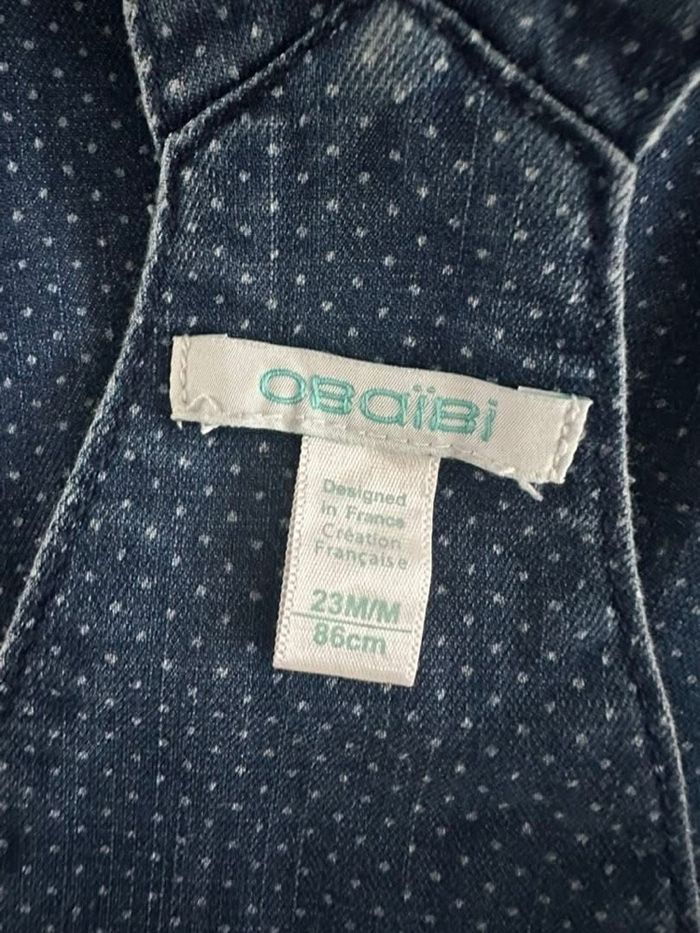 OBaïBi
Designed
in France
Création
Française
23M/M
86cm